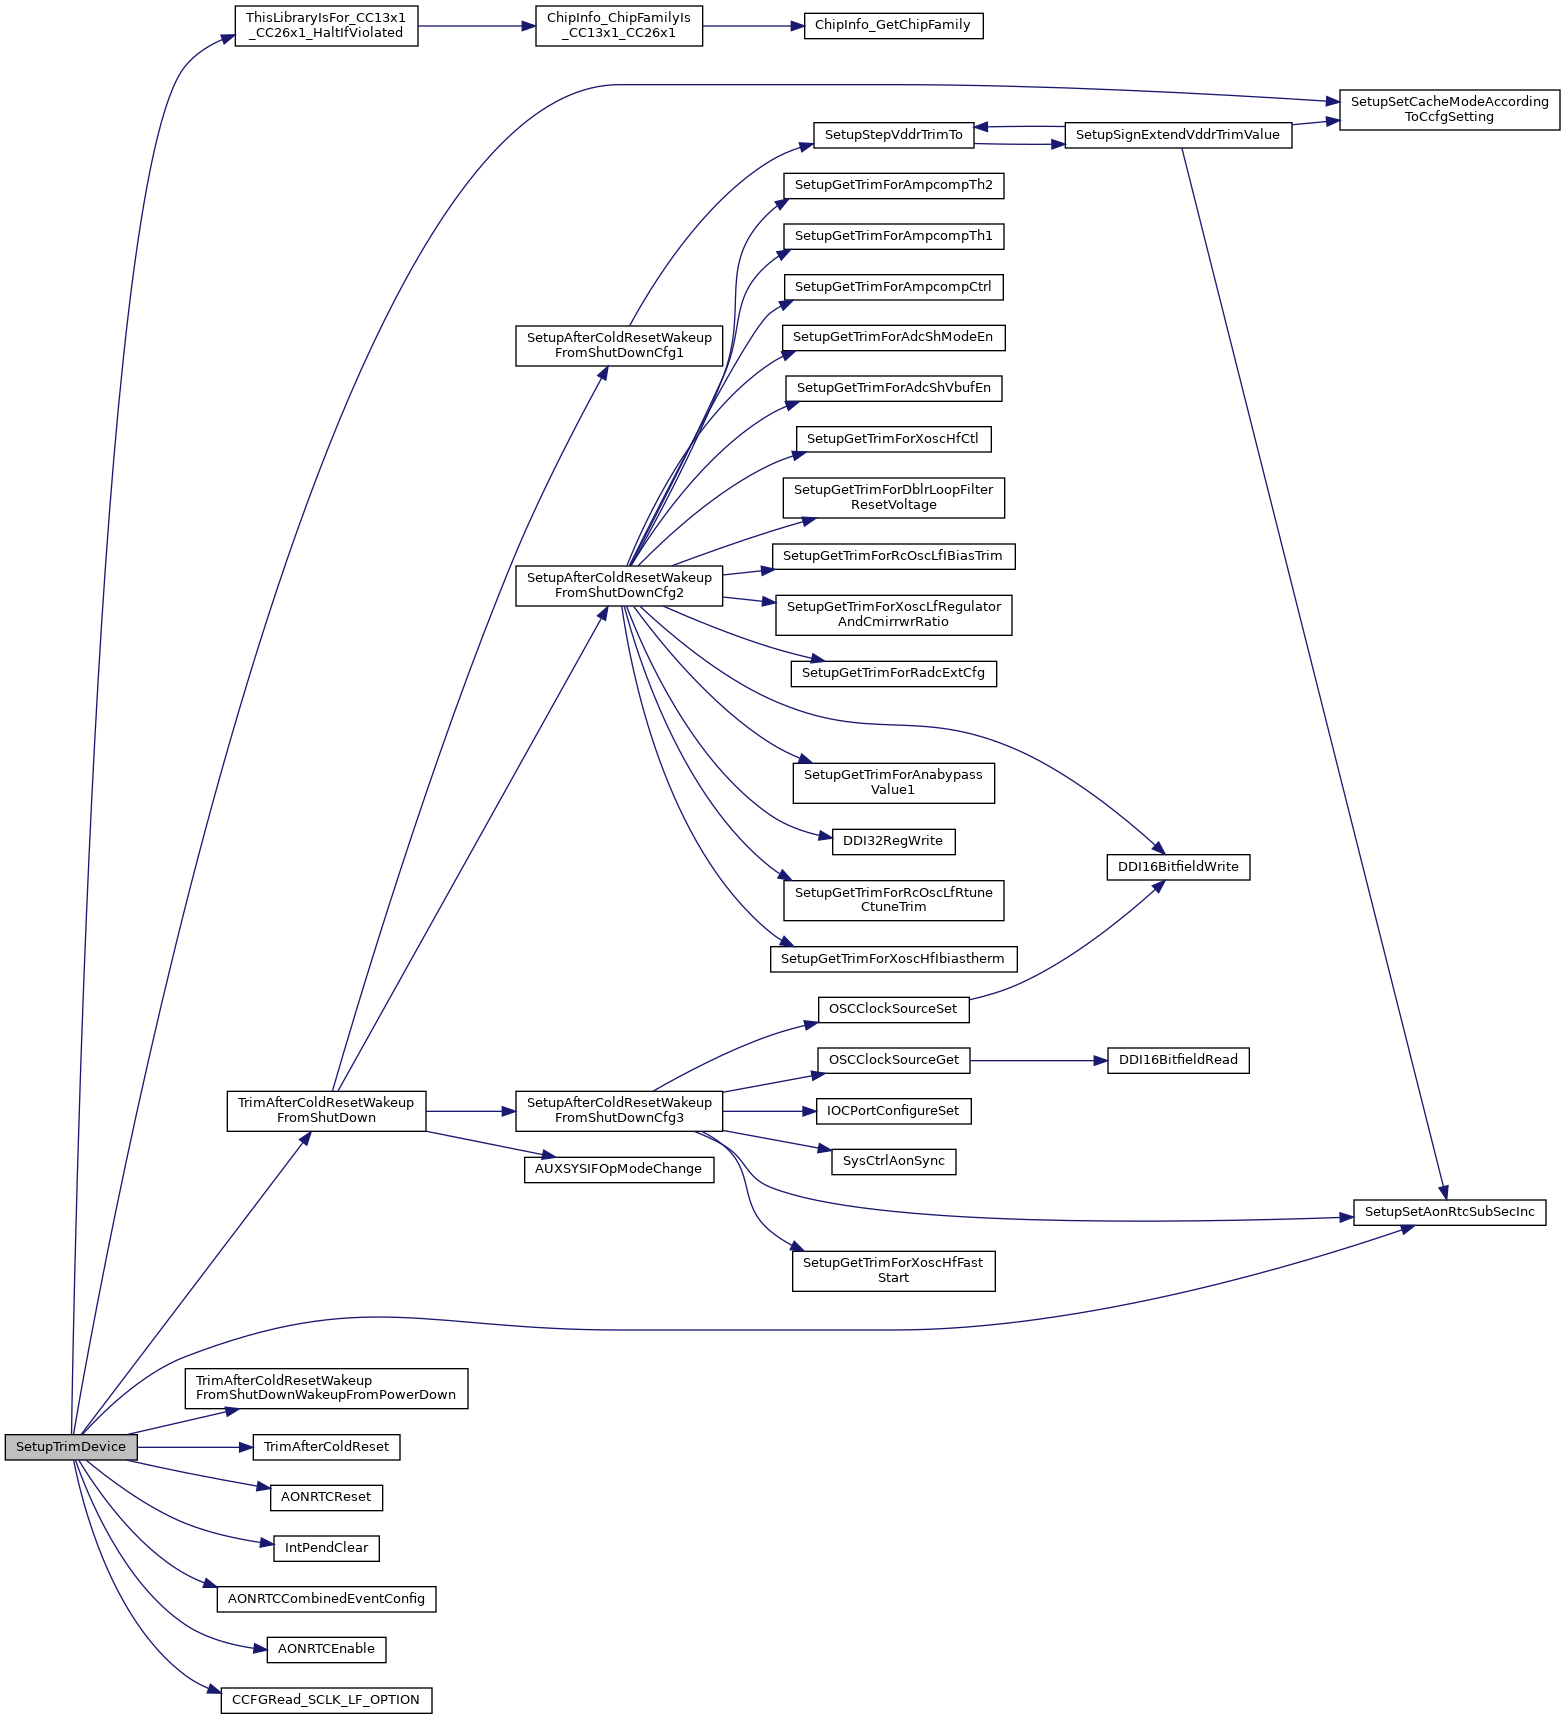 ThisLibraryIsFor_CC13x1
_CC26x1_HaltIfViolated
ChipInfo_ChipFamilyIs
_CC13x1_CC26x1
ChipInfo_GetChipFamily
SetupSetCacheModeAccording
ToCcfgSetting
SetupStepVddrTrimTo
SetupSignExtendVddrTrimValue
SetupGetTrimForAmpcompTh2
SetupGetTrimForAmpcompTh1
SetupGetTrimForAmpcompCtrl
SetupAfterColdResetWakeup
FromShutDownCfg1
SetupGetTrimForAdcShModeEn
SetupGetTrimForAdcShVbufEn
SetupGetTrimForXoscHfCtl
SetupGetTrimForDblrLoopFilter
ResetVoltage
SetupGetTrimForRcOscLfIBiasTrim
SetupAfterColdResetWakeup
FromShutDownCfg2
SetupGetTrimForXoscLfRegulator
AndCmirrwrRatio
SetupGetTrimForRadcExtCfg
SetupGetTrimForAnabypass
Value1
DDI32RegWrite
DDI16BitfieldWrite
SetupGetTrimForRcOscLfRtune
CtuneTrim
SetupGetTrimForXoscHfIbiastherm
OSCClockSourceSet
OSCClockSourceGet
DDI16BitfieldRead
TrimAfterColdResetWakeup
FromShutDown
SetupAfterColdResetWakeup
FromShutDownCfg3
IOCPortConfigureSet
AUXSYSIFOpModeChange
SysCtrlAonSync
SetupSetAonRtcSubSecInc
SetupGetTrimForXoscHfFast
Start
TrimAfterColdResetWakeup
FromShutDownWakeupFromPowerDown
SetupTrimDevice
TrimAfterColdReset
AONRTCReset
IntPendClear
AONRTCCombinedEventConfig
AONRTCEnable
CCFGRead_SCLK_LF_OPTION